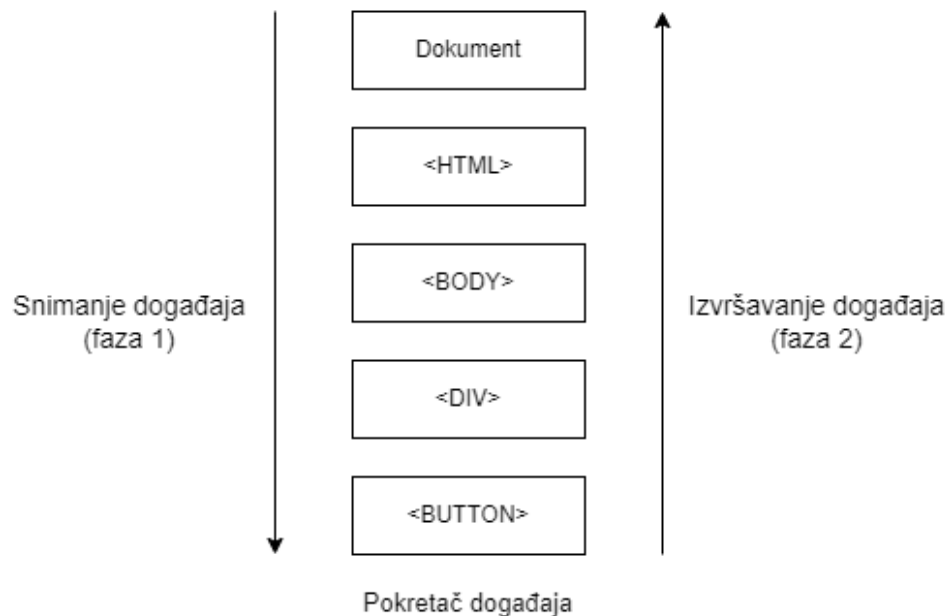 Dokument
<HTML>
<BODY>
Snimanje događaja
(faza 1)
Izvršavanje događaja
(faza 2)
<DIV>
<BUTTON>
Pokretač događaja